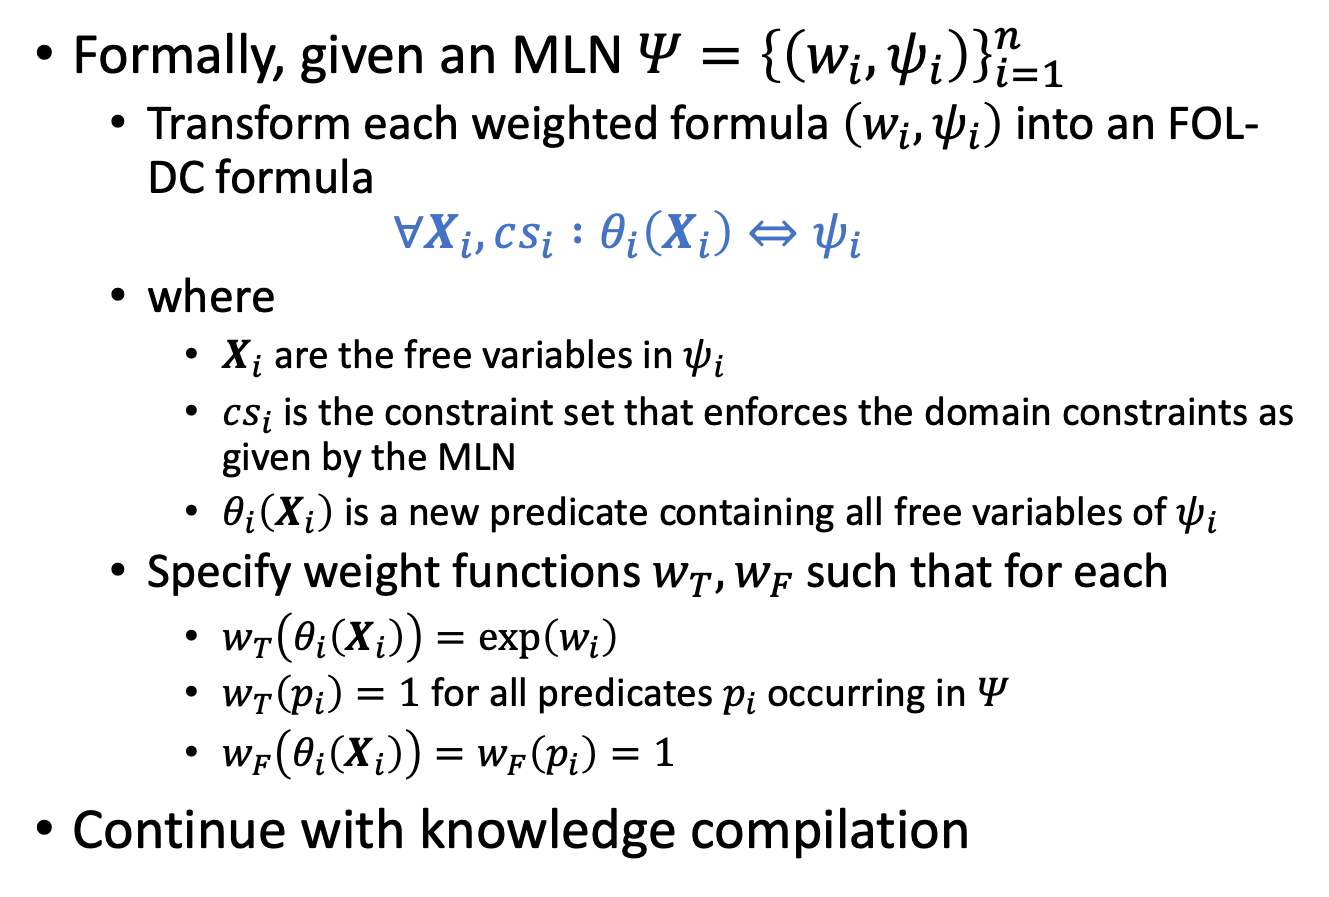 • Formally, given an MLN Ψ = {(wᵢ, ψᵢ)}ⁿᵢ₌₁
• Transform each weighted formula (wᵢ, ψᵢ) into an FOL-
DC formula
∀𝑿ᵢ, csᵢ : θᵢ(𝑿ᵢ) ⇔ ψᵢ
• where
• 𝑿ᵢ are the free variables in ψᵢ
• csᵢ is the constraint set that enforces the domain constraints as
given by the MLN
• θᵢ(𝑿ᵢ) is a new predicate containing all free variables of ψᵢ
• Specify weight functions w_T, w_F such that for each
• w_T(θᵢ(𝑿ᵢ)) = exp(wᵢ)
• w_T(pᵢ) = 1 for all predicates pᵢ occurring in Ψ
• w_F(θᵢ(𝑿ᵢ)) = w_F(pᵢ) = 1
• Continue with knowledge compilation